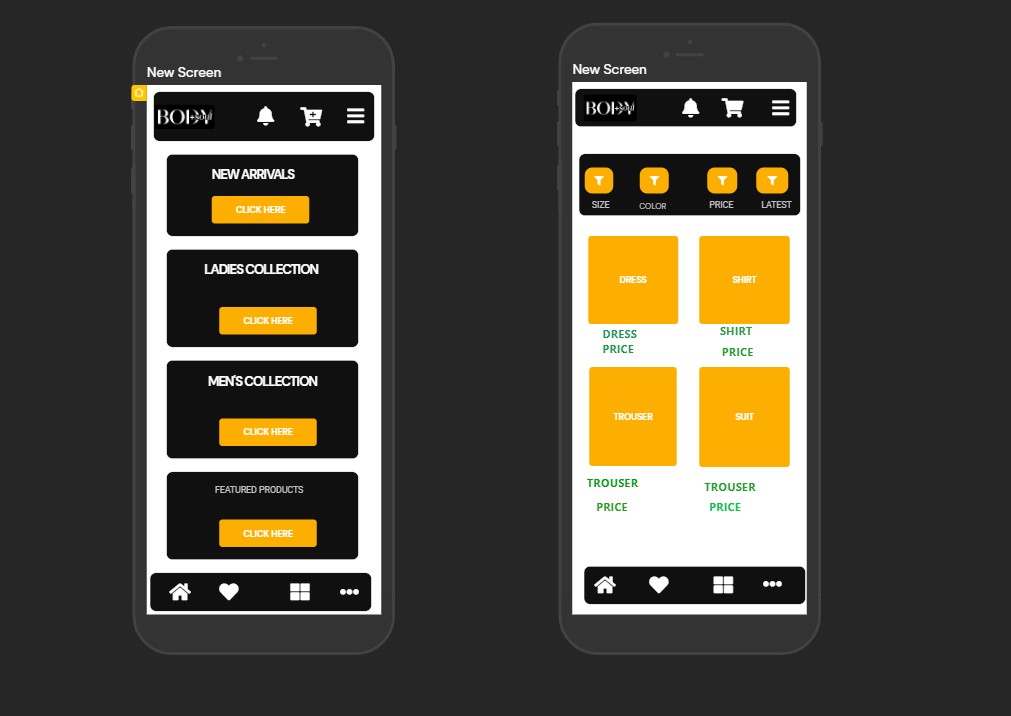 New Screen
BODY
NEW ARRIVALS
CLICK HERE
LADIES COLLECTION
CLICK HERE
MEN'S COLLECTION
CLICK HERE
FEATURED PRODUCTS
CLICK HERE
New Screen
BODY
SIZE COLOR PRICE LATEST
DRESS SHIRT
DRESS SHIRT
PRICE PRICE
TROUSER SUIT
TROUSER TROUSER
PRICE PRICE